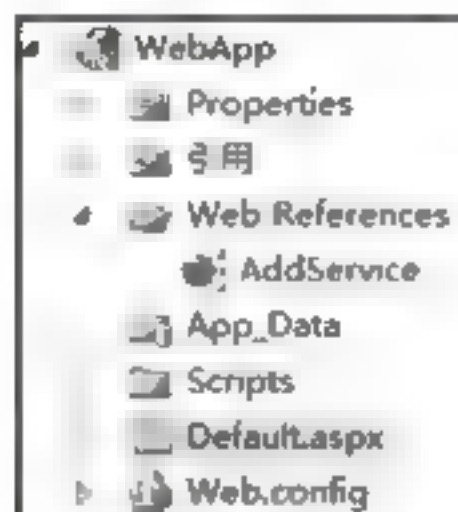 WebApp
Properties
引用
Web References
AddService
App_Data
Scripts
Default.aspx
Web.config